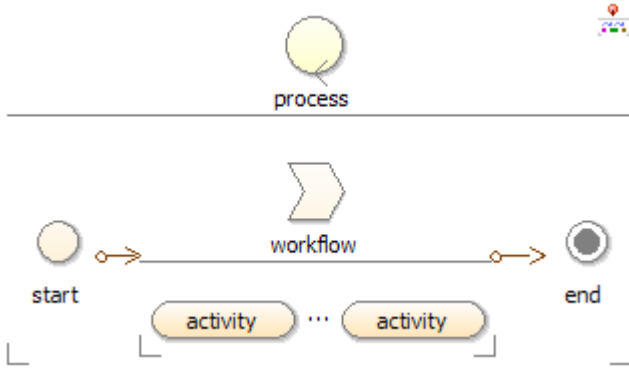 process
workflow
start
end
activity ... activity